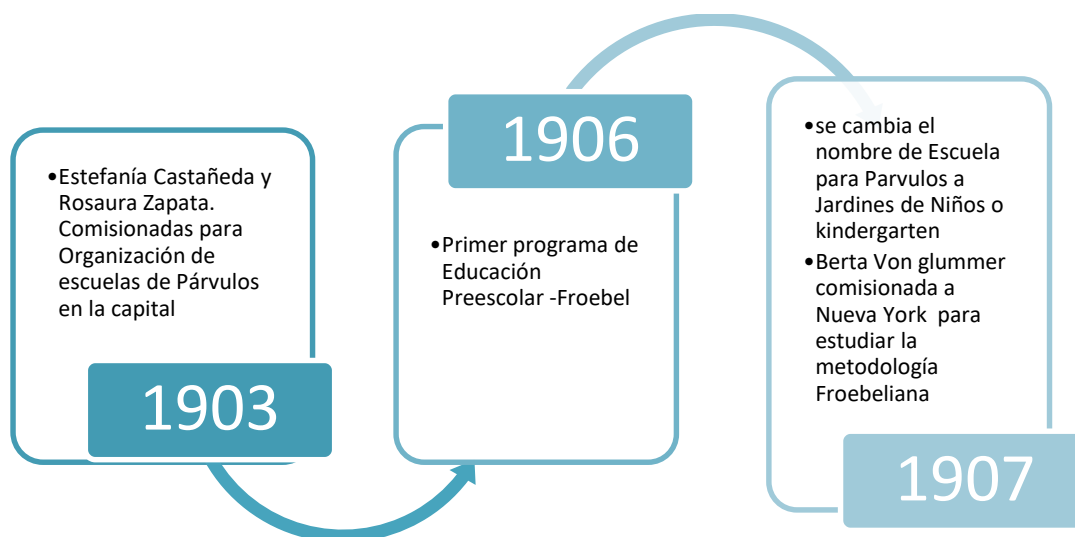 •Estefanía Castañeda y
Rosaura Zapata.
Comisionadas para
Organización de
escuelas de Párvulos
en la capital
1903
1906
•Primer programa de
Educación
Preescolar -Froebel
•se cambia el
nombre de Escuela
para Parvulos a
Jardines de Niños o
kindergarten
•Berta Von glummer
comisionada a
Nueva York  para
estudiar la
metodología
Froebeliana
1907